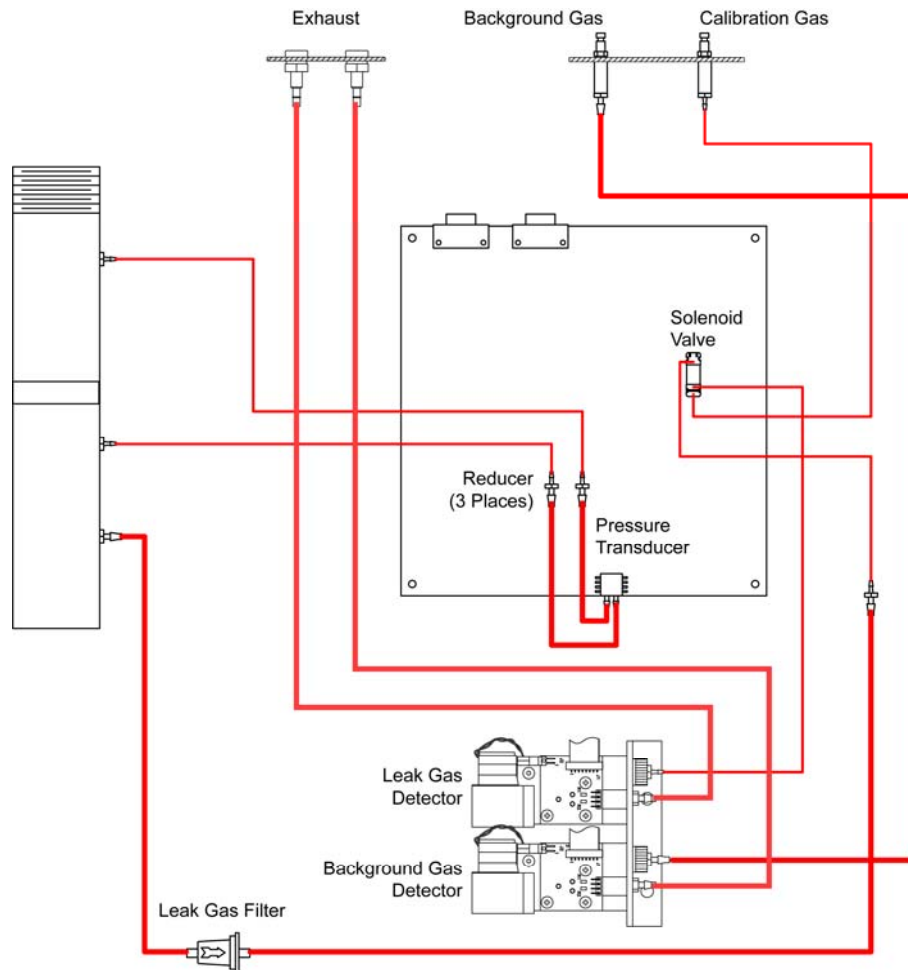 Exhaust
Background Gas
Calibration Gas
Solenoid
Valve
Reducer
(3 Places)
Pressure
Transducer
Leak Gas
Detector
Background Gas
Detector
Leak Gas Filter